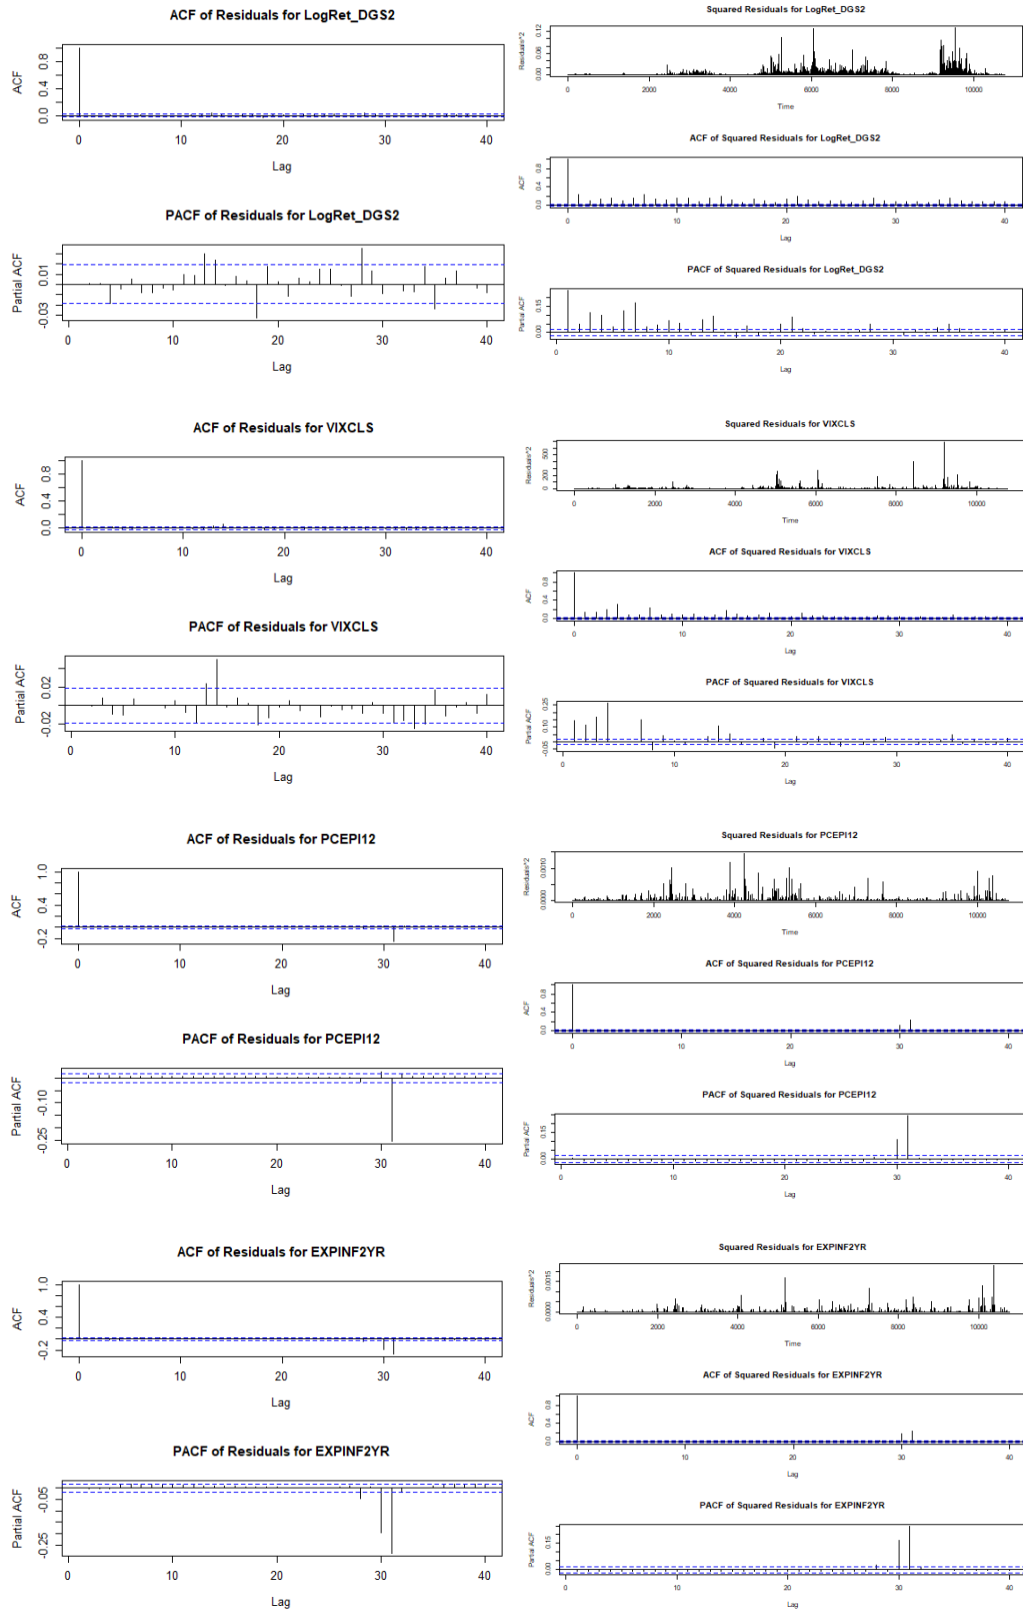 ACF of Residuals for LogRet_DGS2
ACF
0.0 0.4 0.8
0 10 20 30 40
Lag
PACF of Residuals for LogRet_DGS2
Partial ACF
-0.03 0.01
0 10 20 30 40
Lag
Squared Residuals for LogRet_DGS2
Residuals^2
0.00 0.06 0.12
0 2000 4000 6000 8000 10000
Time
ACF of Squared Residuals for LogRet_DGS2
ACF
0.0 0.4 0.8
0 10 20 30 40
Lag
PACF of Squared Residuals for LogRet_DGS2
Partial ACF
0.00 0.15
0 10 20 30 40
Lag
ACF of Residuals for VIXCLS
ACF
0.0 0.4 0.8
0 10 20 30 40
Lag
PACF of Residuals for VIXCLS
Partial ACF
-0.02 0.02
0 10 20 30 40
Lag
Squared Residuals for VIXCLS
Residuals^2
0 200 500
0 2000 4000 6000 8000 10000
Time
ACF of Squared Residuals for VIXCLS
ACF
0.0 0.4 0.8
0 10 20 30 40
Lag
PACF of Squared Residuals for VIXCLS
Partial ACF
-0.05 0.10 0.25
0 10 20 30 40
Lag
ACF of Residuals for PCEPI12
ACF
-0.2 0.4 1.0
0 10 20 30 40
Lag
PACF of Residuals for PCEPI12
Partial ACF
-0.25 -0.10
0 10 20 30 40
Lag
Squared Residuals for PCEPI12
Residuals^2
0.0000 0.0010
0 2000 4000 6000 8000 10000
Time
ACF of Squared Residuals for PCEPI12
ACF
0.0 0.4 0.8
0 10 20 30 40
Lag
PACF of Squared Residuals for PCEPI12
Partial ACF
0.00 0.15
0 10 20 30 40
Lag
ACF of Residuals for EXPINF2YR
ACF
-0.2 0.4 1.0
0 10 20 30 40
Lag
PACF of Residuals for EXPINF2YR
Partial ACF
-0.25 -0.05
0 10 20 30 40
Lag
Squared Residuals for EXPINF2YR
Residuals^2
0.0000 0.0015
0 2000 4000 6000 8000 10000
Time
ACF of Squared Residuals for EXPINF2YR
ACF
0.0 0.4 0.8
0 10 20 30 40
Lag
PACF of Squared Residuals for EXPINF2YR
Partial ACF
0.00 0.15
0 10 20 30 40
Lag